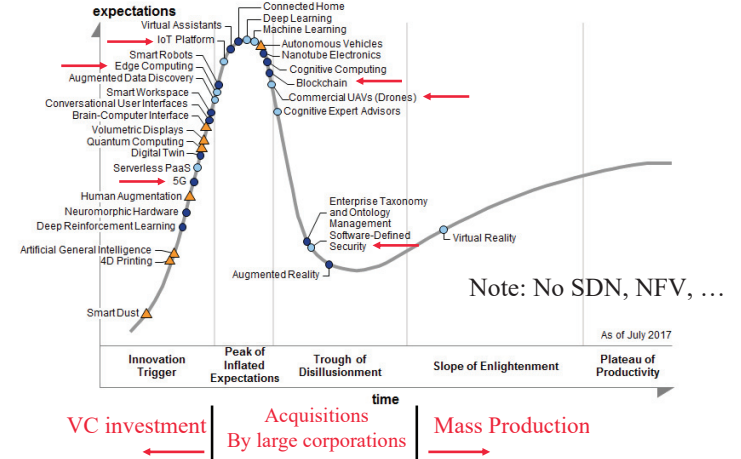 expectations
Connected Home
Deep Learning
Machine Learning
Virtual Assistants
IoT Platform
Autonomous Vehicles
Nanotube Electronics
Smart Robots
Edge Computing
Cognitive Computing
Augmented Data Discovery
Blockchain
Smart Workspace
Commercial UAVs (Drones)
Conversational User Interfaces
Brain-Computer Interface
Cognitive Expert Advisors
Volumetric Displays
Quantum Computing
Digital Twin
Serverless PaaS
5G
Human Augmentation
Neuromorphic Hardware
Deep Reinforcement Learning
Artificial General Intelligence
4D Printing
Smart Dust
Enterprise Taxonomy
and Ontology
Management
Software-Defined
Security
Augmented Reality
Virtual Reality
Note: No SDN, NFV, …
As of July 2017
Innovation
Trigger
Peak of
Inflated
Expectations
Trough of
Disillusionment
Slope of Enlightenment
Plateau of
Productivity
time
VC investment
Acquisitions
By large corporations
Mass Production